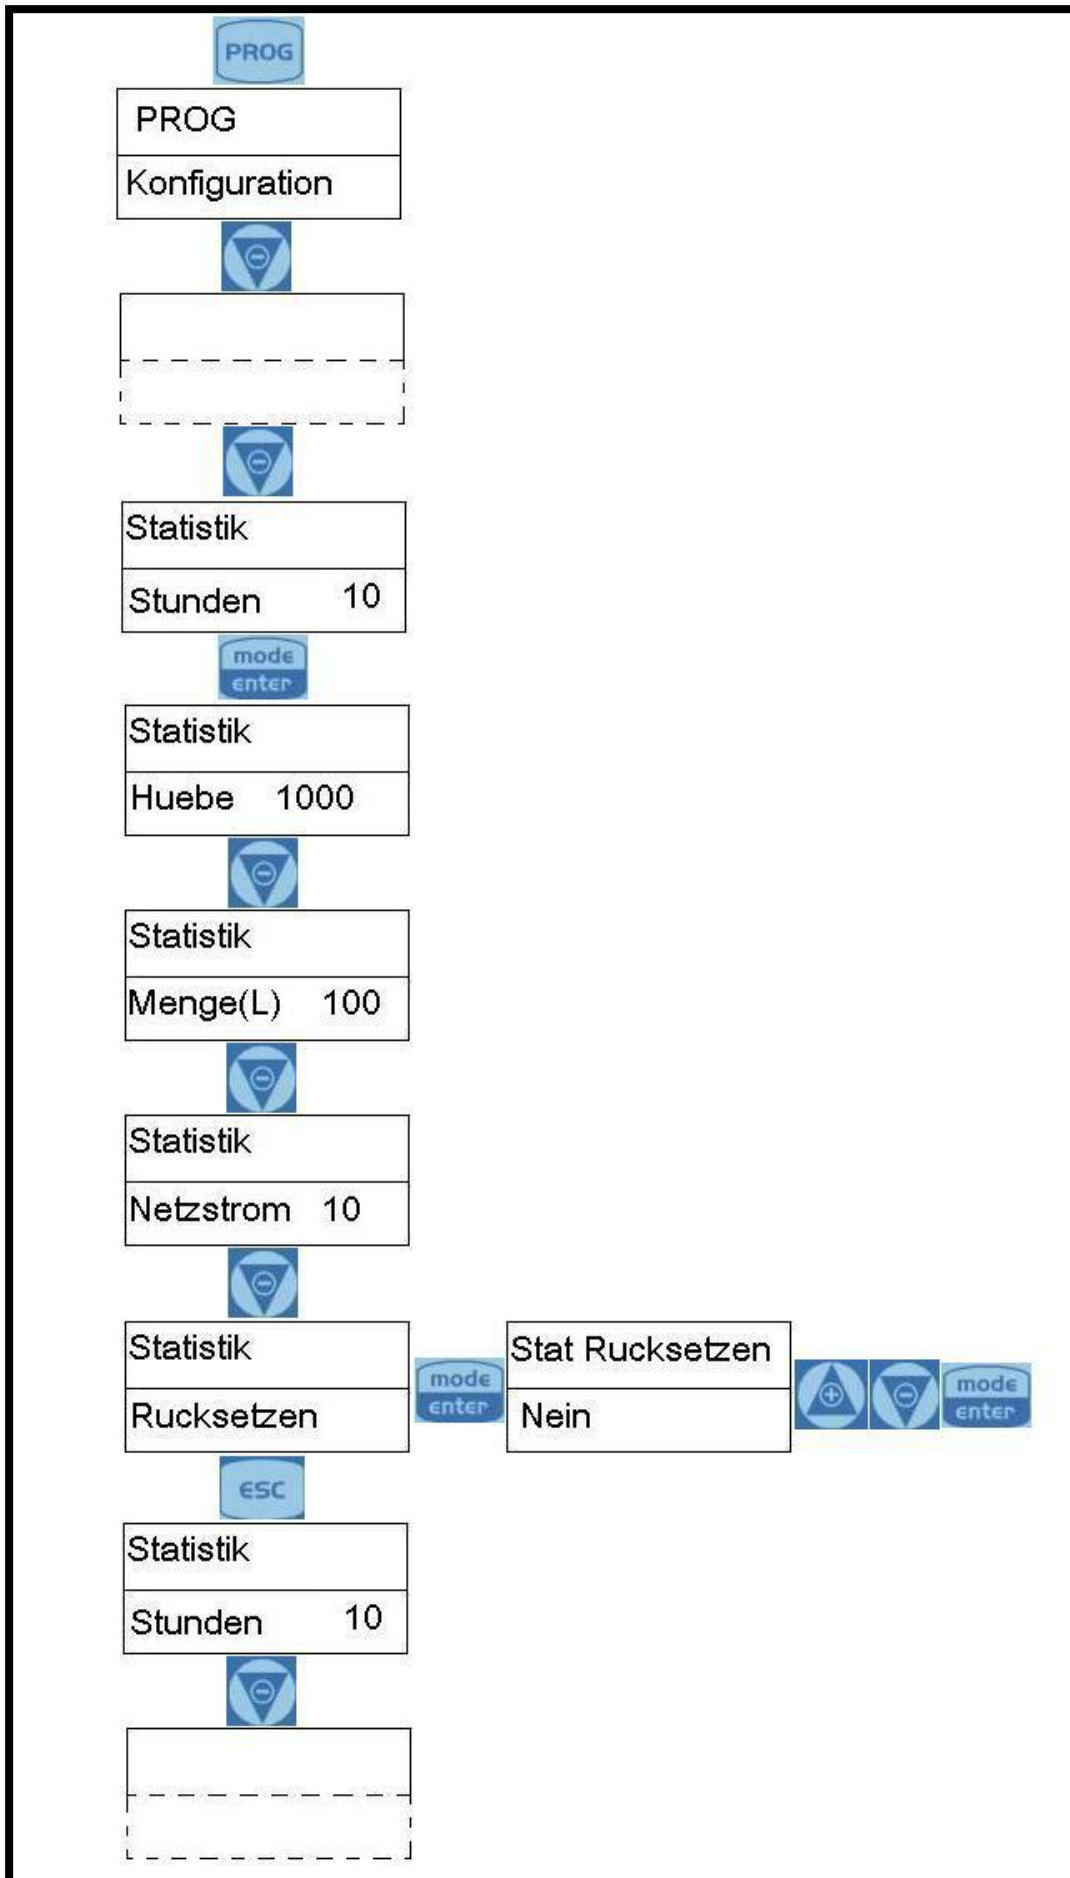 PROG
PROG
Konfiguration
Statistik
Stunden 10
mode
enter
Statistik
Huebe 1000
Statistik
Menge(L) 100
Statistik
Netzstrom 10
Statistik
Rucksetzen
mode
enter
Stat Rucksetzen
Nein
mode
enter
ESC
Statistik
Stunden 10